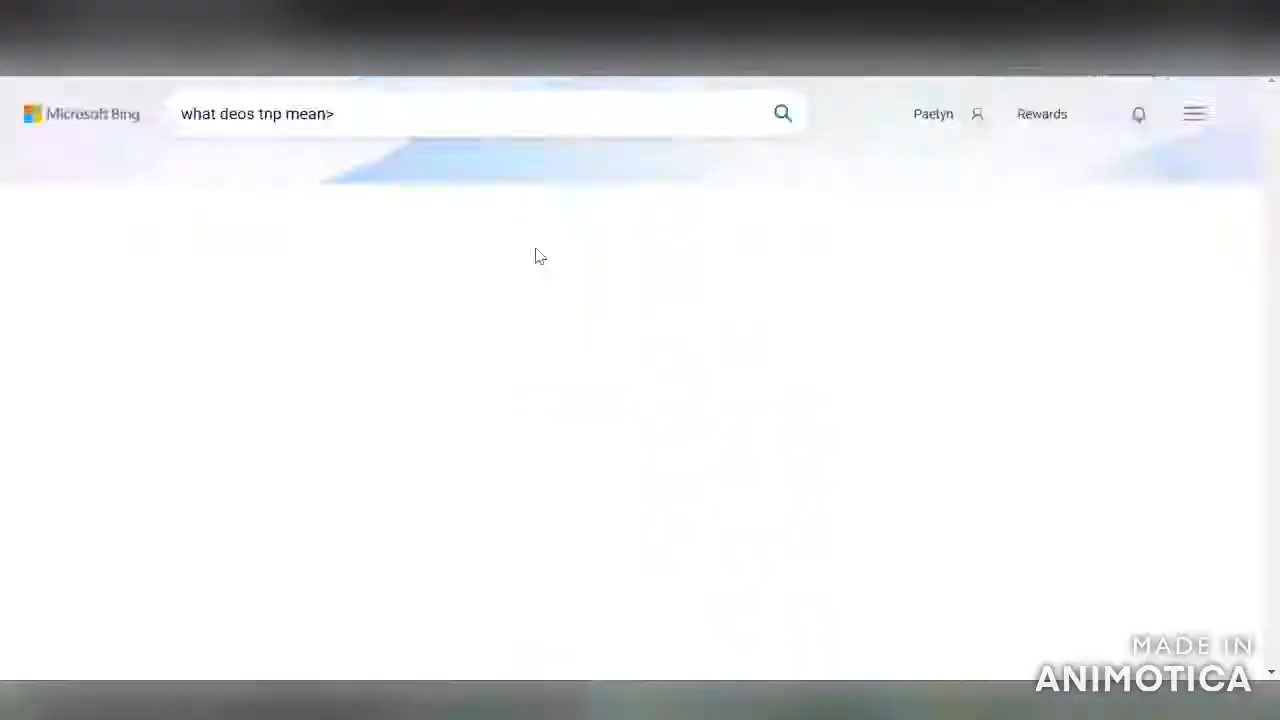 Microsoft Bing
what deos tnp mean>
Paetyn
Rewards
MADE IN
ANIMOTICA